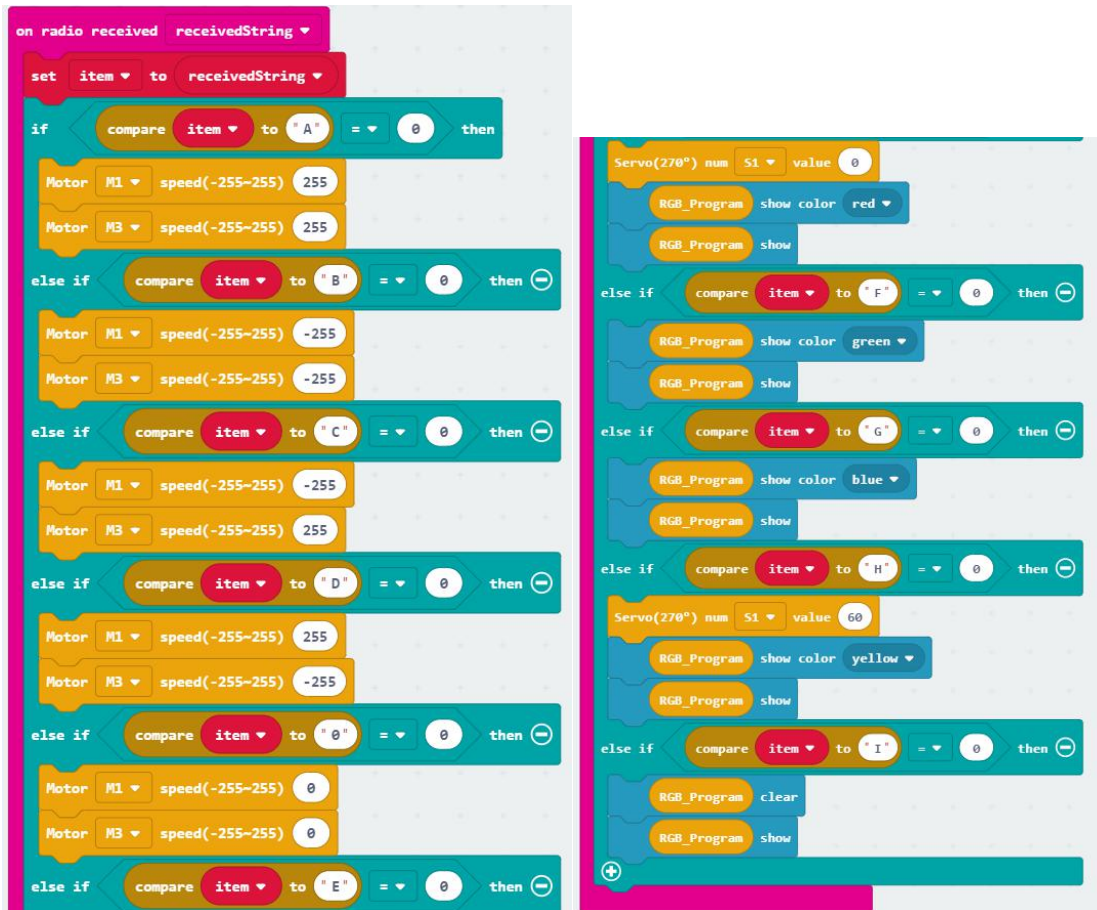 on radio received receivedString
set item to receivedString
if compare item to "A" = 0 then
Motor M1 speed(-255~255) 255
Motor M3 speed(-255~255) 255
else if compare item to "B" = 0 then
Motor M1 speed(-255~255) -255
Motor M3 speed(-255~255) -255
else if compare item to "C" = 0 then
Motor M1 speed(-255~255) -255
Motor M3 speed(-255~255) 255
else if compare item to "D" = 0 then
Motor M1 speed(-255~255) 255
Motor M3 speed(-255~255) -255
else if compare item to "0" = 0 then
Motor M1 speed(-255~255) 0
Motor M3 speed(-255~255) 0
else if compare item to "E" = 0 then
Servo(270°) num S1 value 0
RGB_Program show color red
RGB_Program show
else if compare item to "F" = 0 then
RGB_Program show color green
RGB_Program show
else if compare item to "G" = 0 then
RGB_Program show color blue
RGB_Program show
else if compare item to "H" = 0 then
Servo(270°) num S1 value 60
RGB_Program show color yellow
RGB_Program show
else if compare item to "I" = 0 then
RGB_Program clear
RGB_Program show